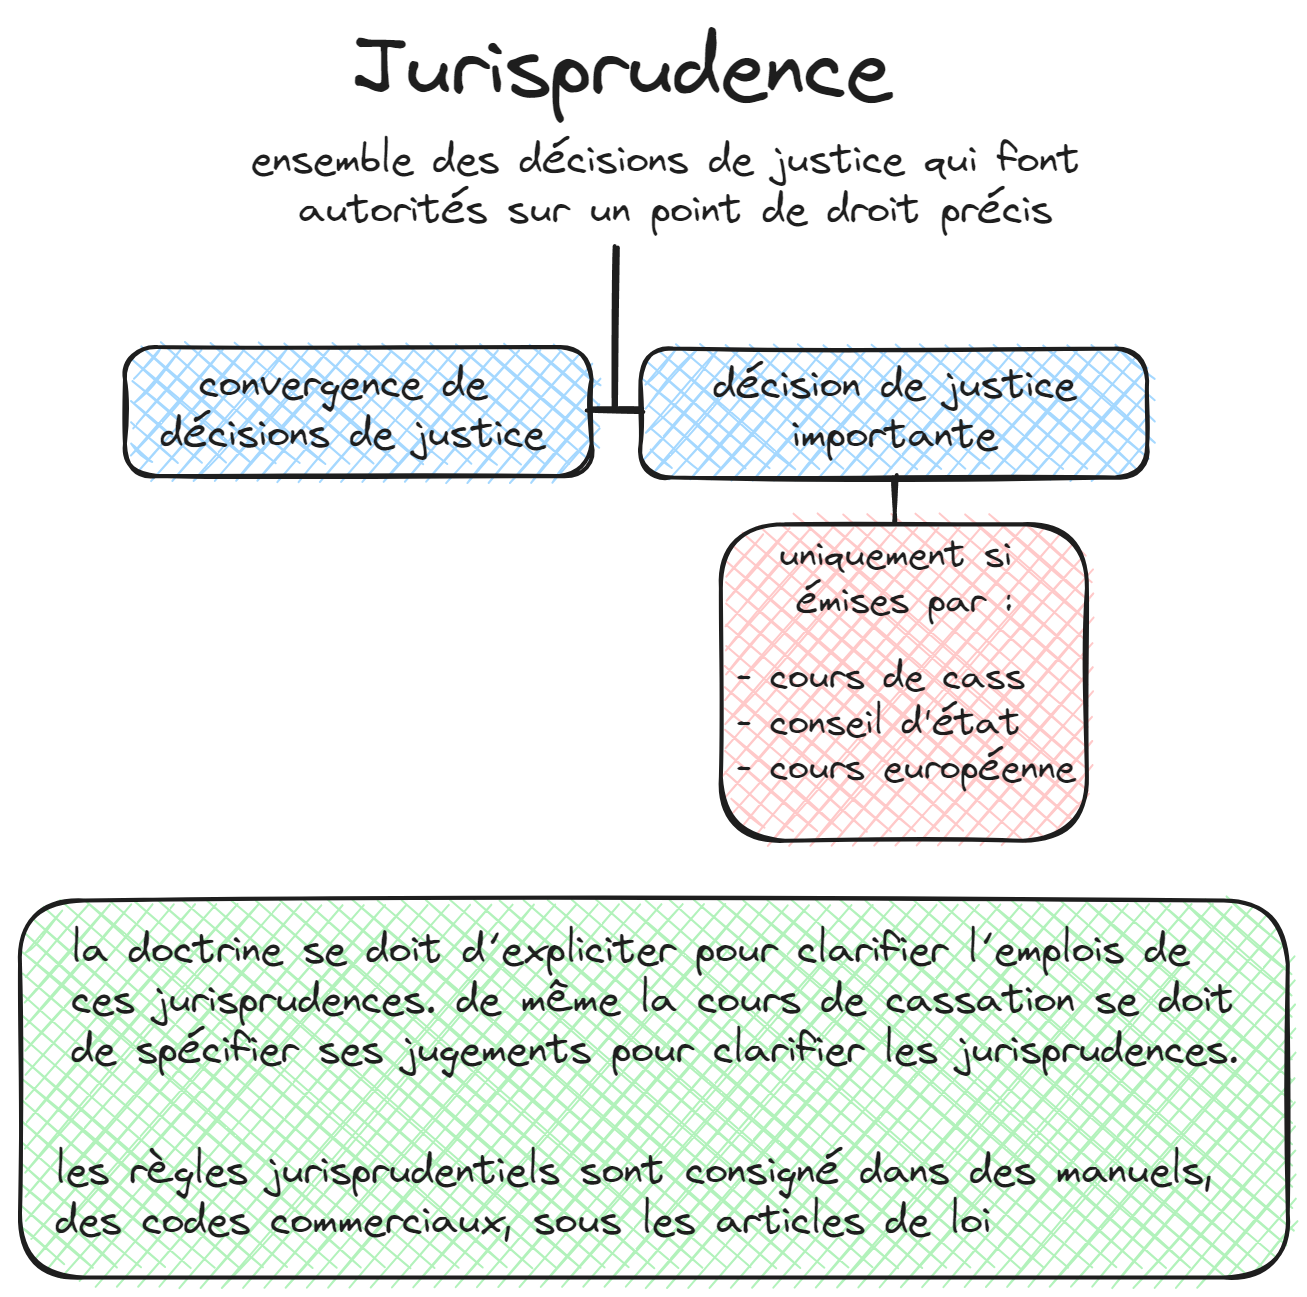 Jurisprudence
ensemble des décisions de justice qui font
autorités sur un point de droit précis
convergence de
décisions de justice
décision de justice
importante
uniquement si
émises par :
- cours de cass
- conseil d'état
- cours européenne
la doctrine se doit d'expliciter pour clarifier l'emplois de
ces jurisprudences. de même la cours de cassation se doit
de spécifier ses jugements pour clarifier les jurisprudences.
les règles jurisprudentiels sont consigné dans des manuels,
des codes commerciaux, sous les articles de loi